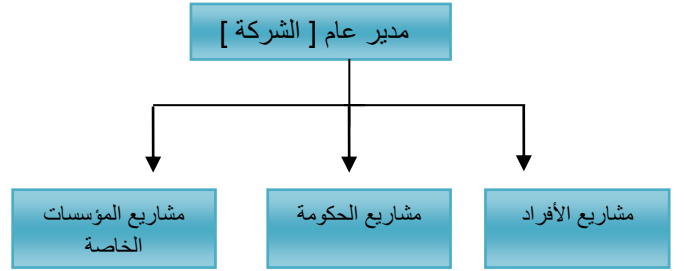 مدير عام [ الشركة ]
مشاريع الأفراد
مشاريع الحكومة
مشاريع المؤسسات
الخاصة